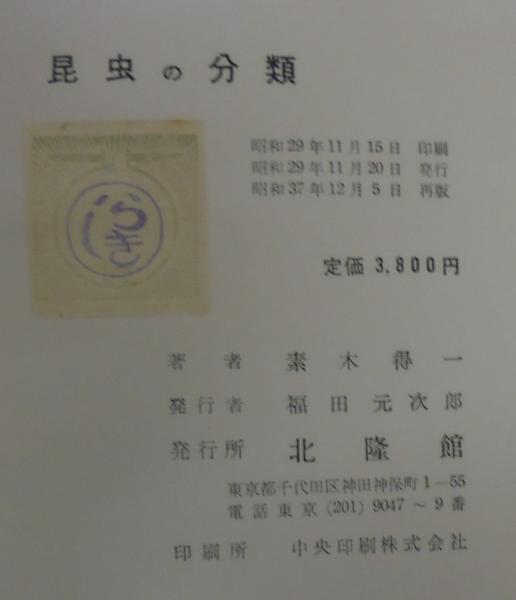 昆虫の分類
しらき
昭和29年11月15日 印刷
昭和29年11月20日 発行
昭和37年12月5日 再版
定価 3,800円
著者 素木得一
発行者 福田元次郎
発行所 北隆館
東京都千代田区神田神保町1—55
電話東京(201)9047～9番
印刷所 中央印刷株式会社